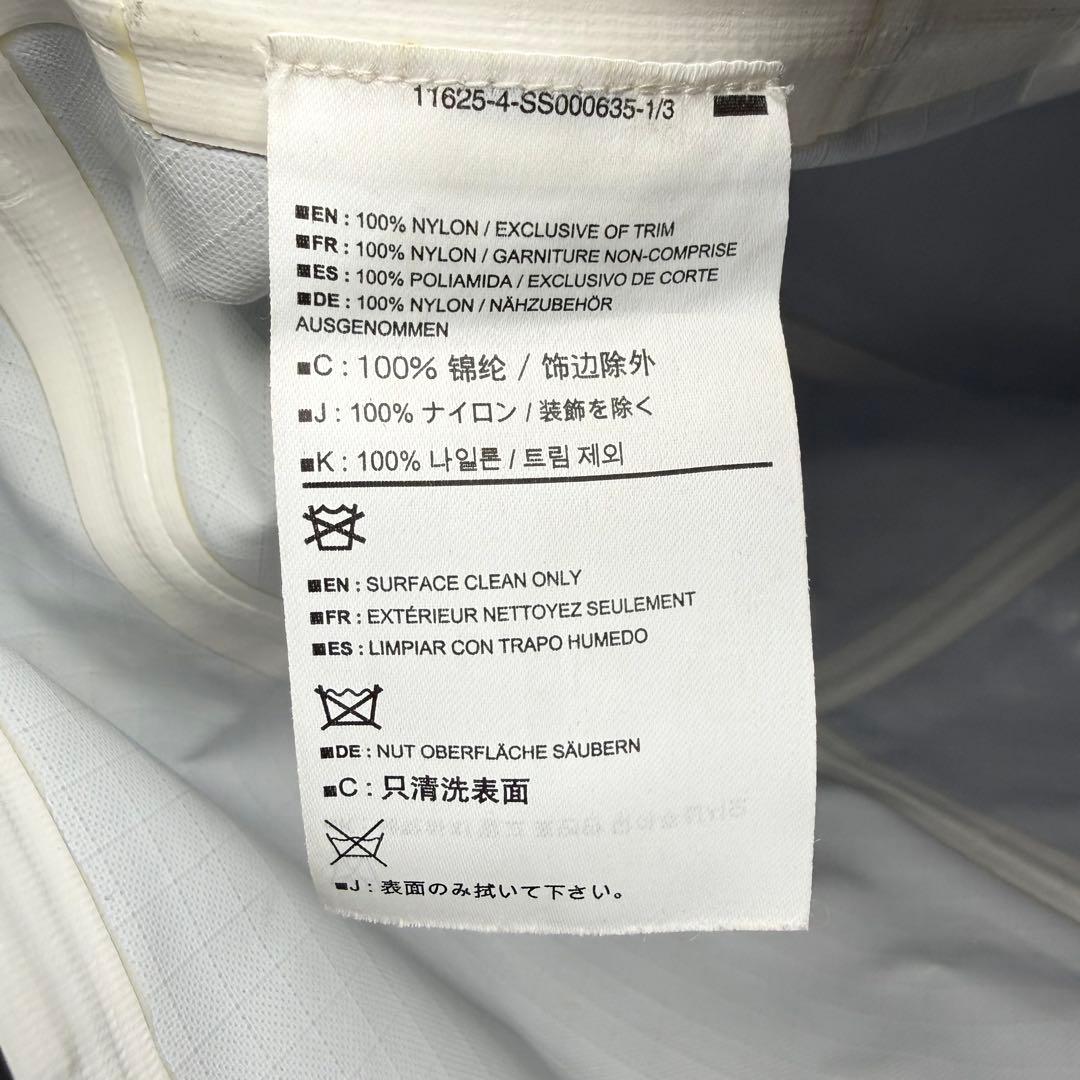 11625-4-SS000635-1/3
EN : 100% NYLON / EXCLUSIVE OF TRIM
FR : 100% NYLON / GARNITURE NON-COMPRISE
ES : 100% POLIAMIDA / EXCLUSIVO DE CORTE
DE : 100% NYLON / NÄHZUBEHÖR
AUSGENOMMEN
C : 100% 锦纶 / 饰边除外
J : 100% ナイロン / 装飾を除く
K : 100% 나일론 / 트림 제외
EN : SURFACE CLEAN ONLY
FR : EXTÉRIEUR NETTOYEZ SEULEMENT
ES : LIMPIAR CON TRAPO HUMEDO
DE : NUT OBERFLÄCHE SÄUBERN
C : 只清洗表面
J : 表面のみ拭いて下さい。